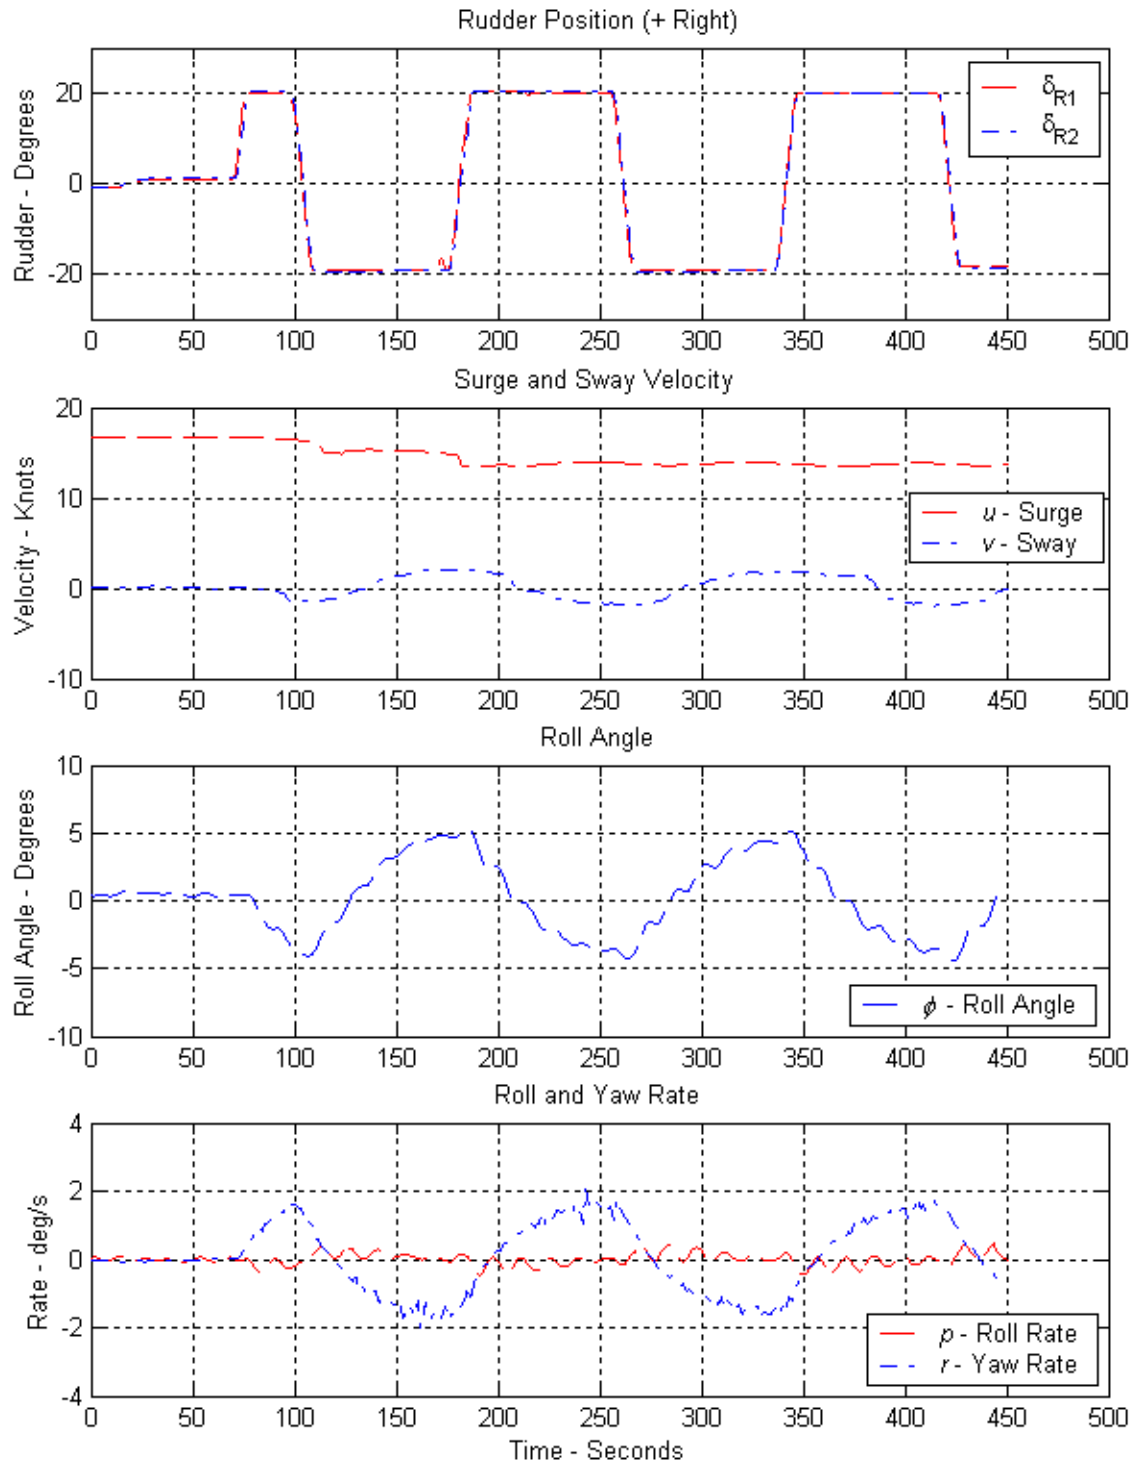 Rudder Position (+ Right)
Rudder - Degrees
20
0
-20
δR1
δR2
0 50 100 150 200 250 300 350 400 450 500
Surge and Sway Velocity
Velocity - Knots
20
10
0
-10
u - Surge
v - Sway
0 50 100 150 200 250 300 350 400 450 500
Roll Angle
Roll Angle - Degrees
10
5
0
-5
-10
ϕ - Roll Angle
0 50 100 150 200 250 300 350 400 450 500
Roll and Yaw Rate
Rate - deg/s
4
2
0
-2
-4
p - Roll Rate
r - Yaw Rate
0 50 100 150 200 250 300 350 400 450 500
Time - Seconds